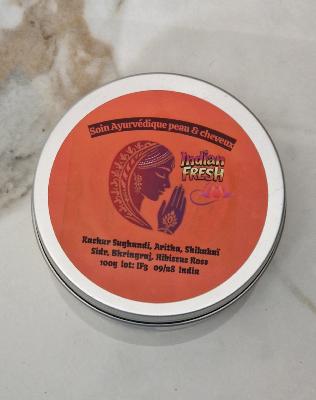 Soin Ayurvédique peau & cheveux
Indian
FRESH
Kachur Sughandi, Aritha, Shikakaï
Sidr, Bhringraj, Hibiscus Rose
100g lot: IF3 09/28 India